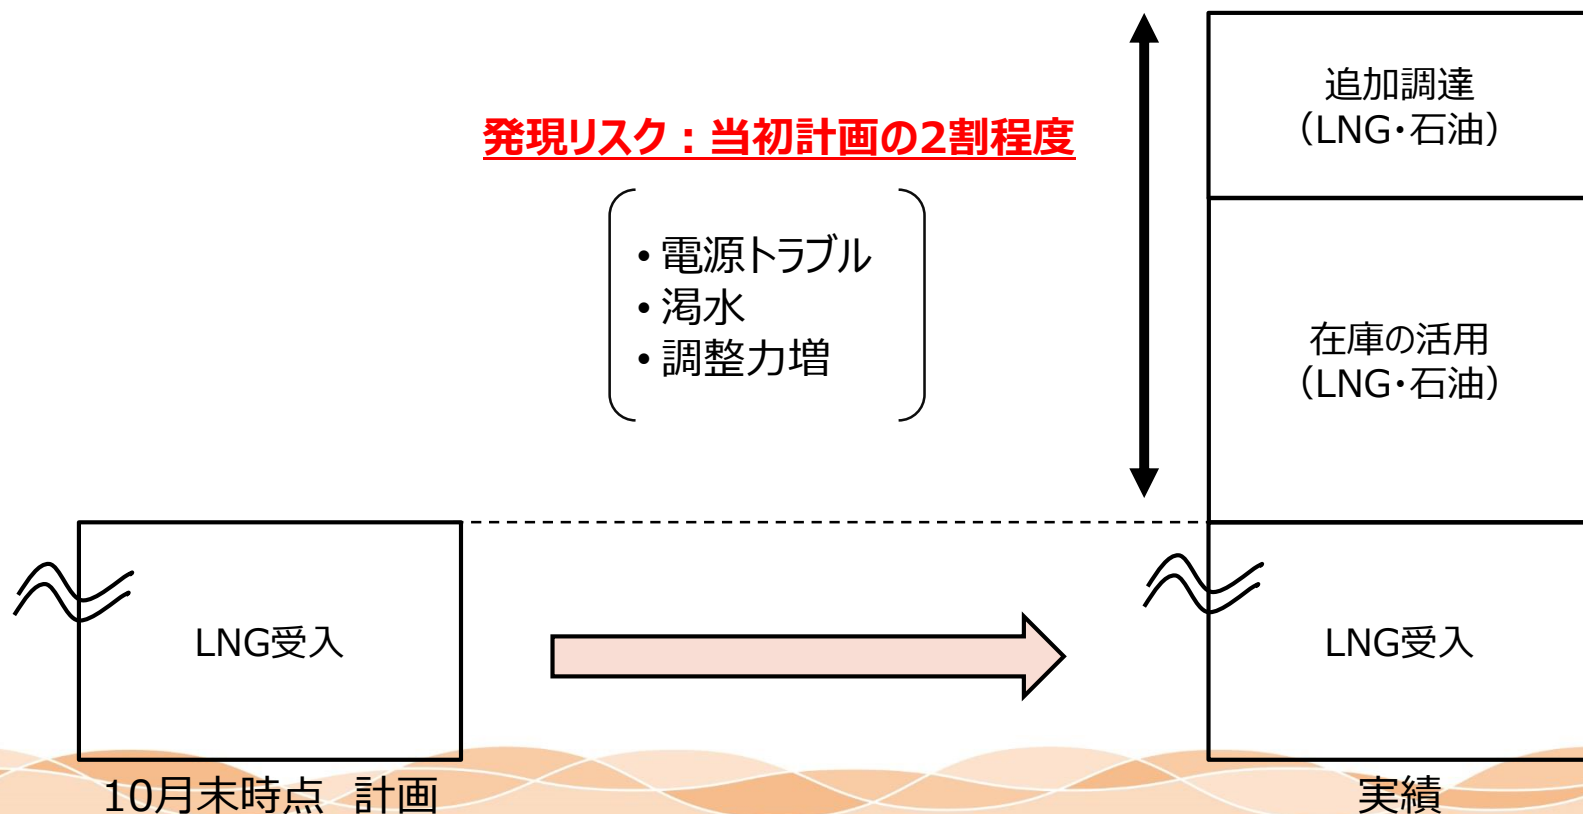 発現リスク：当初計画の2割程度
• 電源トラブル
• 渇水
• 調整力増
追加調達
（LNG・石油）
在庫の活用
（LNG・石油）
LNG受入
LNG受入
10月末時点 計画
実績